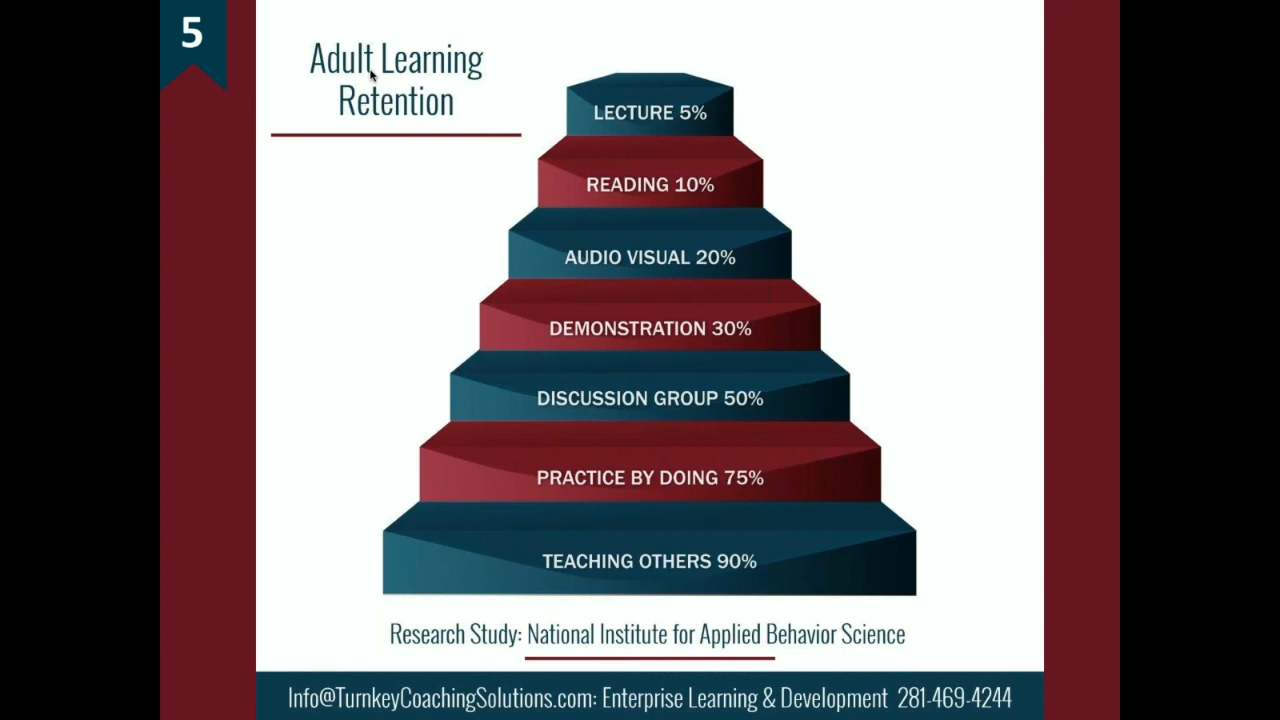 5
Adult Learning
Retention
LECTURE 5%
READING 10%
AUDIO VISUAL 20%
DEMONSTRATION 30%
DISCUSSION GROUP 50%
PRACTICE BY DOING 75%
TEACHING OTHERS 90%
Research Study: National Institute for Applied Behavior Science
Info@TurnkeyCoachingSolutions.com: Enterprise Learning & Development 281-469-4244